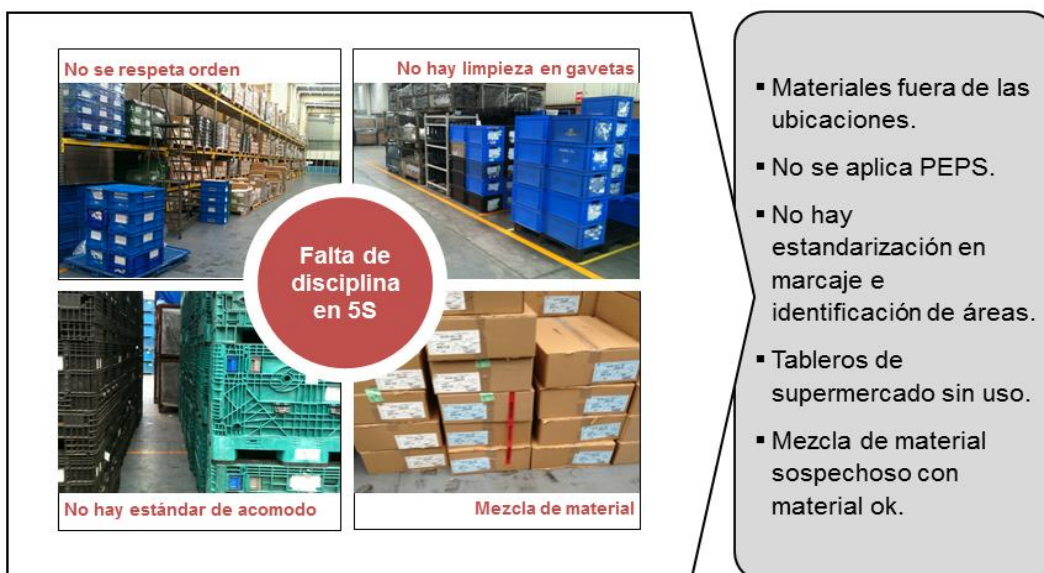 No se respeta orden
No hay limpieza en gavetas
Falta de
disciplina
en 5S
No hay estándar de acomodo
Mezcla de material
▪ Materiales fuera de las
ubicaciones.
▪ No se aplica PEPS.
▪ No hay
estandarización en
marcaje e
identificación de áreas.
▪ Tableros de
supermercado sin uso.
▪ Mezcla de material
sospechoso con
material ok.